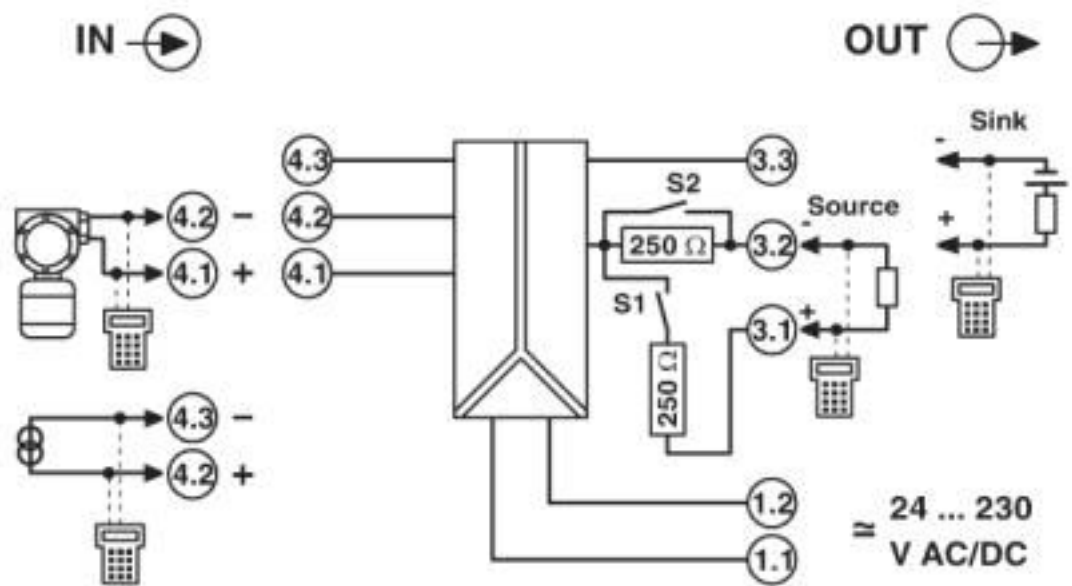 IN
OUT
Sink
-
+
4.3
3.3
S2
Source
4.2 -
4.2
250 Ω
3.2
-
4.1 +
4.1
S1
3.1
+
250 Ω
4.3 -
4.2 +
1.2
1.1
≅ 24 ... 230
V AC/DC